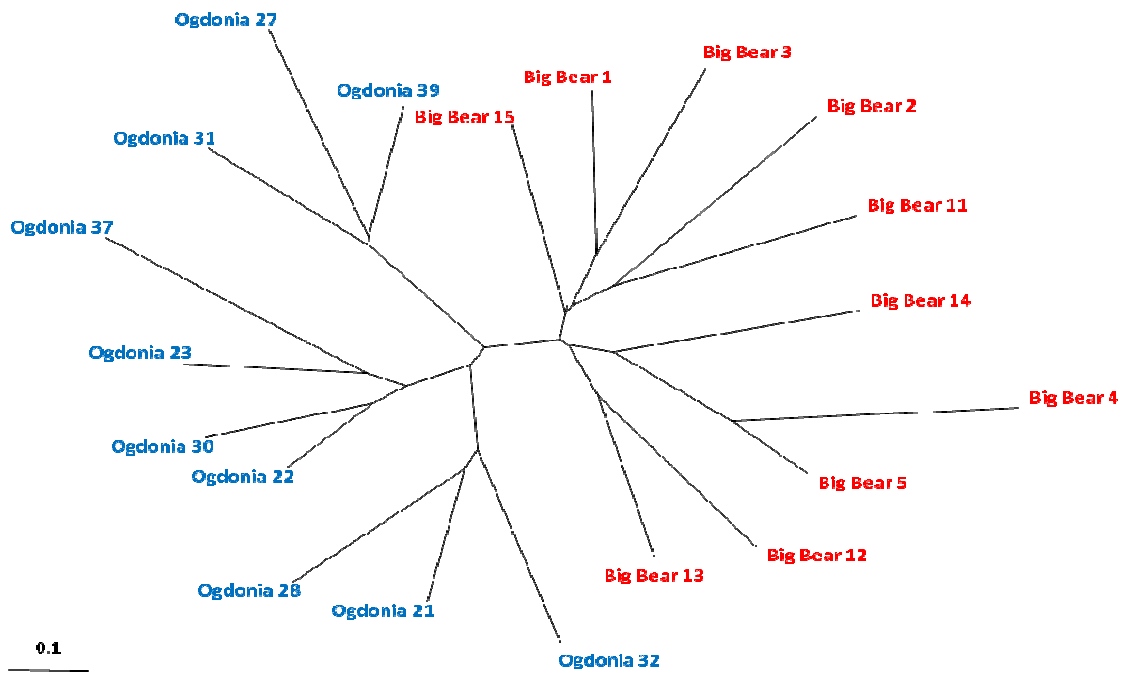 Ogdonia 27
Big Bear 3
Big Bear 1
Ogdonia 39
Big Bear 2
Big Bear 15
Ogdonia 31
Big Bear 11
Ogdonia 37
Big Bear 14
Ogdonia 23
Big Bear 4
Ogdonia 30
Ogdonia 22
Big Bear 5
Big Bear 12
Big Bear 13
Ogdonia 28
Ogdonia 21
0.1
Ogdonia 32